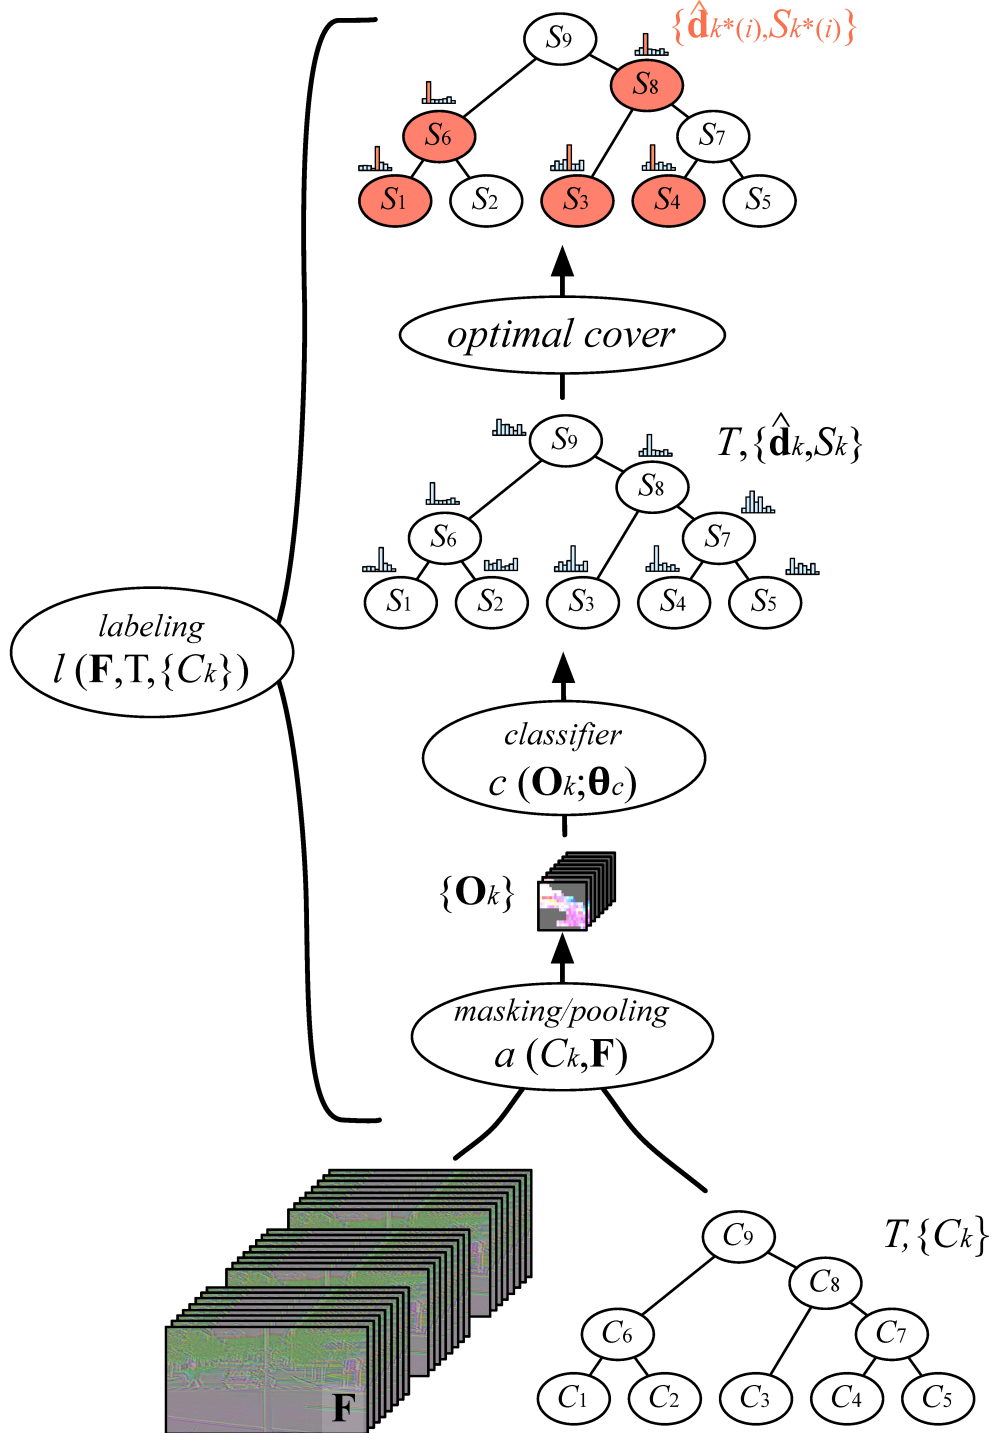 {d̂k*(i),Sk*(i)}
S9
S8
S6
S7
S1
S2
S3
S4
S5
optimal cover
T,{d̂k,Sk}
S9
S8
S6
S7
S1
S2
S3
S4
S5
labeling
l (F,T,{Ck})
classifier
c (Ok;θc)
{Ok}
masking/pooling
a (Ck,F)
T,{Ck}
C9
C8
C6
C7
C1
C2
C3
C4
C5
F